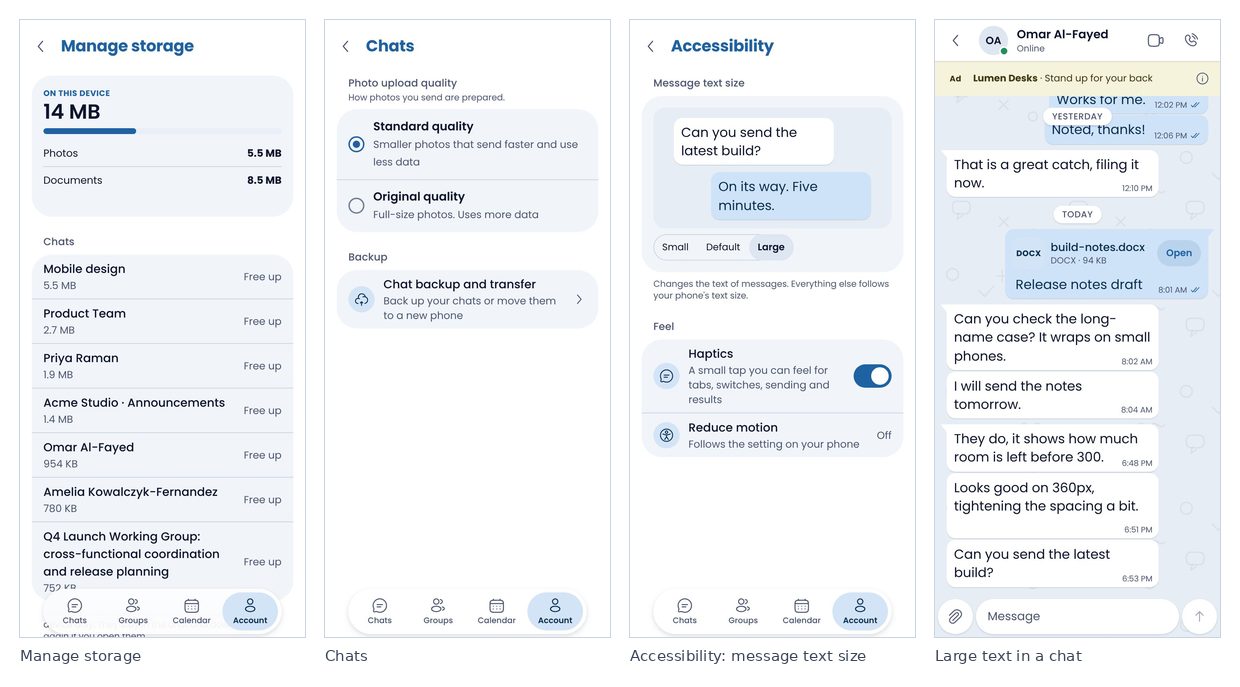 Manage storage
ON THIS DEVICE
14 MB
Photos 5.5 MB
Documents 8.5 MB
Chats
Mobile design
5.5 MB
Free up
Product Team
2.7 MB
Free up
Priya Raman
1.9 MB
Free up
Acme Studio · Announcements
1.4 MB
Free up
Omar Al-Fayed
954 KB
Free up
Amelia Kowalczyk-Fernandez
780 KB
Free up
Q4 Launch Working Group:
cross-functional coordination
and release planning
752 KB
Free up
again if you open them
Chats Groups Calendar Account
Manage storage
Chats
Photo upload quality
How photos you send are prepared.
Standard quality
Smaller photos that send faster and use
less data
Original quality
Full-size photos. Uses more data
Backup
Chat backup and transfer
Back up your chats or move them
to a new phone
Chats Groups Calendar Account
Chats
Accessibility
Message text size
Can you send the
latest build?
On its way. Five
minutes.
Small Default Large
Changes the text of messages. Everything else follows
your phone's text size.
Feel
Haptics
A small tap you can feel for
tabs, switches, sending and
results
Reduce motion
Follows the setting on your phone
Off
Chats Groups Calendar Account
Accessibility: message text size
OA
Omar Al-Fayed
Online
Ad Lumen Desks · Stand up for your back
Works for me. 12:02 PM
YESTERDAY
Noted, thanks! 12:06 PM
That is a great catch, filing it
now.
12:10 PM
TODAY
DOCX
build-notes.docx
DOCX · 94 KB
Open
Release notes draft 8:01 AM
Can you check the long-
name case? It wraps on small
phones.
8:02 AM
I will send the notes
tomorrow.
8:04 AM
They do, it shows how much
room is left before 300.
6:48 PM
Looks good on 360px,
tightening the spacing a bit.
6:51 PM
Can you send the latest
build?
6:53 PM
Message
Large text in a chat